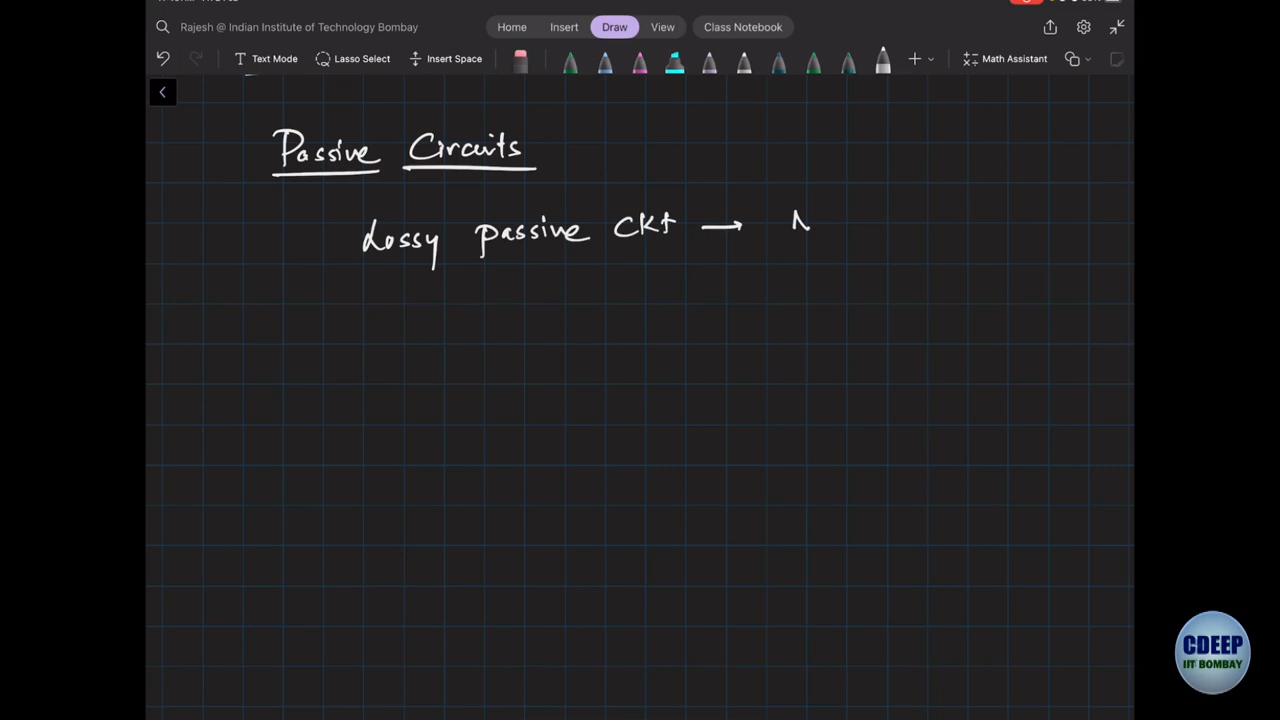 Rajesh @ Indian Institute of Technology Bombay Home Insert Draw View Class Notebook
Text Mode Lasso Select Insert Space Math Assistant
Passive Circuits
Lossy passive Ckt →
CDEEP
IIT BOMBAY